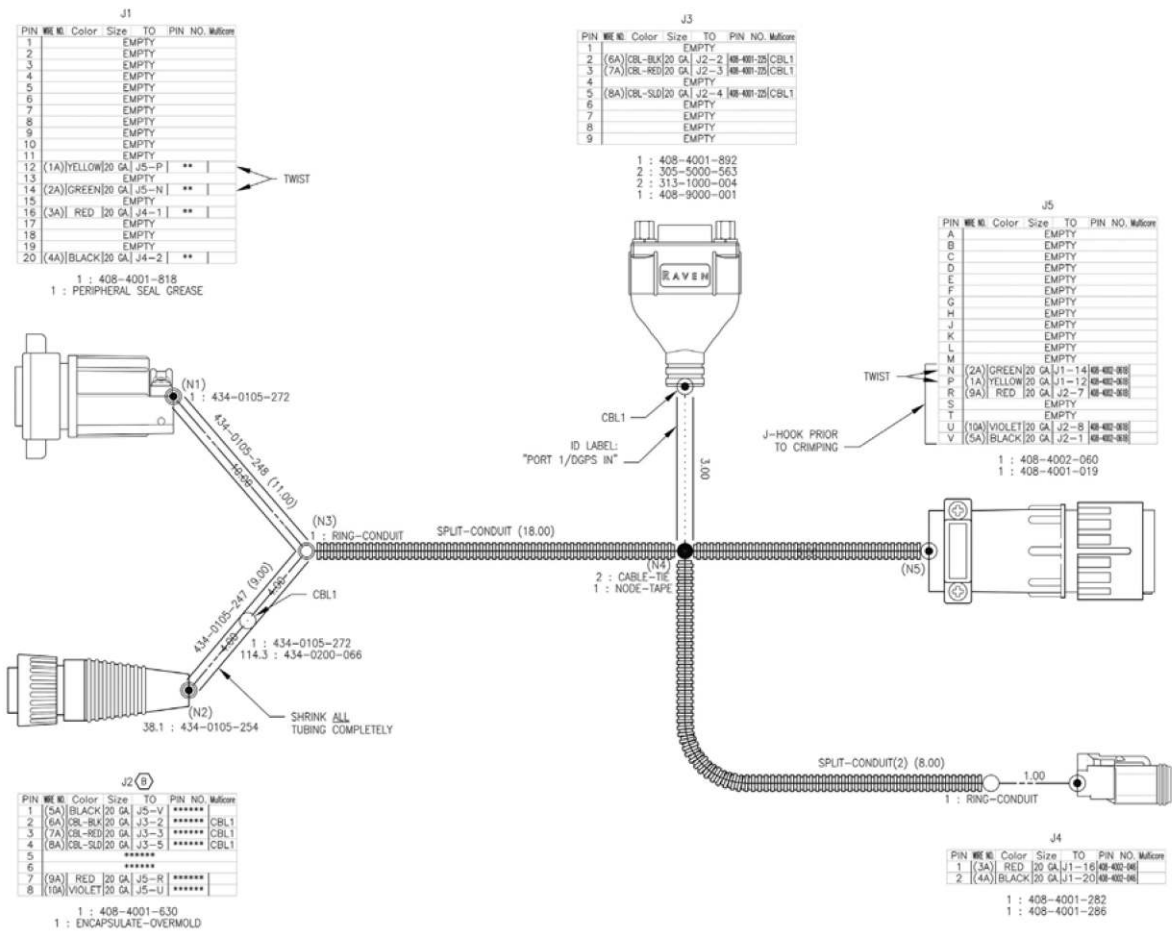 J1
PIN WIRE NO. Color Size TO PIN NO. Multicore
1 EMPTY
2 EMPTY
3 EMPTY
4 EMPTY
5 EMPTY
6 EMPTY
7 EMPTY
8 EMPTY
9 EMPTY
10 EMPTY
11 EMPTY
12 (1A) YELLOW 20 GA. J5-P **
13 EMPTY
14 (2A) GREEN 20 GA. J5-N **
15 EMPTY
16 (3A) RED 20 GA. J4-1 **
17 EMPTY
18 EMPTY
19 EMPTY
20 (4A) BLACK 20 GA. J4-2 **
TWIST
1 : 408-4001-818
1 : PERIPHERAL SEAL GREASE
J3
PIN WIRE NO. Color Size TO PIN NO. Multicore
1 EMPTY
2 (6A) CBL-BLK 20 GA. J2-2 408-4001-225 CBL1
3 (7A) CBL-RED 20 GA. J2-3 408-4001-225 CBL1
4 EMPTY
5 (8A) CBL-SLD 20 GA. J2-4 408-4001-225 CBL1
6 EMPTY
7 EMPTY
8 EMPTY
9 EMPTY
1 : 408-4001-892
2 : 305-5000-563
2 : 313-1000-004
1 : 408-9000-001
RAVEN
J5
PIN WIRE NO. Color Size TO PIN NO. Multicore
A EMPTY
B EMPTY
C EMPTY
D EMPTY
E EMPTY
F EMPTY
G EMPTY
H EMPTY
J EMPTY
K EMPTY
L EMPTY
M EMPTY
N (2A) GREEN 20 GA. J1-14
P (1A) YELLOW 20 GA. J1-12
R (9A) RED 20 GA. J2-7
S EMPTY
T EMPTY
U (10A) VIOLET 20 GA. J2-8
V (5A) BLACK 20 GA. J2-1
TWIST
J-HOOK PRIOR
TO CRIMPING
1 : 408-4002-060
1 : 408-4001-019
(N1)
1 : 434-0105-272
434-0105-248 (11.00)
10.00
(N3)
1 : RING-CONDUIT
SPLIT-CONDUIT (18.00)
CBL1
ID LABEL:
"PORT 1/DGPS IN"
3.00
(N4)
2 : CABLE-TIE
1 : NODE-TAPE
(N5)
434-0105-247 (9.00)
4.00
4.00
CBL1
1 : 434-0105-272
114.3 : 434-0200-066
(N2)
38.1 : 434-0105-254
SHRINK ALL
TUBING COMPLETELY
SPLIT-CONDUIT(2) (8.00)
1.00
1 : RING-CONDUIT
J2 B
PIN WIRE NO. Color Size TO PIN NO. Multicore
1 (5A) BLACK 20 GA. J5-V ******
2 (6A) CBL-BLK 20 GA. J3-2 ****** CBL1
3 (7A) CBL-RED 20 GA. J3-3 ****** CBL1
4 (8A) CBL-SLD 20 GA. J3-5 ****** CBL1
5 ******
6 ******
7 (9A) RED 20 GA. J5-R ******
8 (10A) VIOLET 20 GA. J5-U ******
1 : 408-4001-630
1 : ENCAPSULATE-OVERMOLD
J4
PIN WIRE NO. Color Size TO PIN NO. Multicore
1 (3A) RED 20 GA. J1-16
2 (4A) BLACK 20 GA. J1-20
1 : 408-4001-282
1 : 408-4001-286